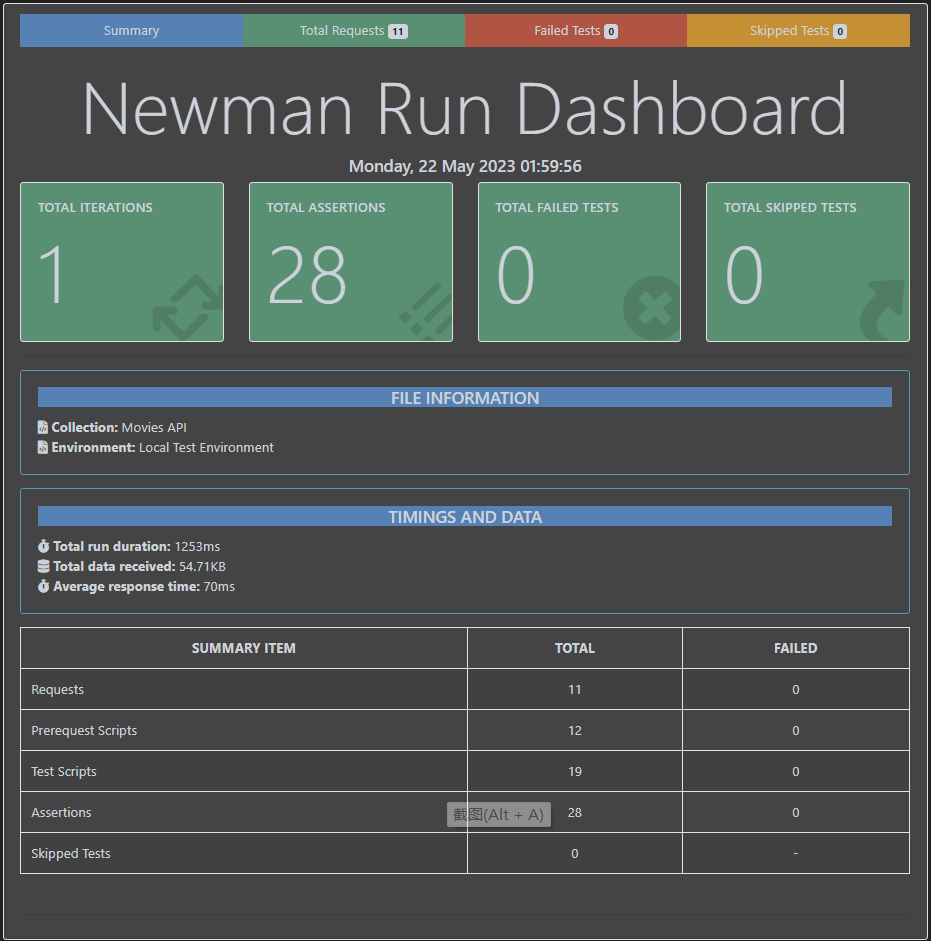 Summary Total Requests 11 Failed Tests 0 Skipped Tests 0
Newman Run Dashboard
Monday, 22 May 2023 01:59:56
TOTAL ITERATIONS TOTAL ASSERTIONS TOTAL FAILED TESTS TOTAL SKIPPED TESTS
1 28 0 0
FILE INFORMATION
Collection: Movies API
Environment: Local Test Environment
TIMINGS AND DATA
Total run duration: 1253ms
Total data received: 54.71KB
Average response time: 70ms
SUMMARY ITEM TOTAL FAILED
Requests 11 0
Prerequest Scripts 12 0
Test Scripts 19 0
Assertions 28 0
截图(Alt + A)
Skipped Tests 0 -